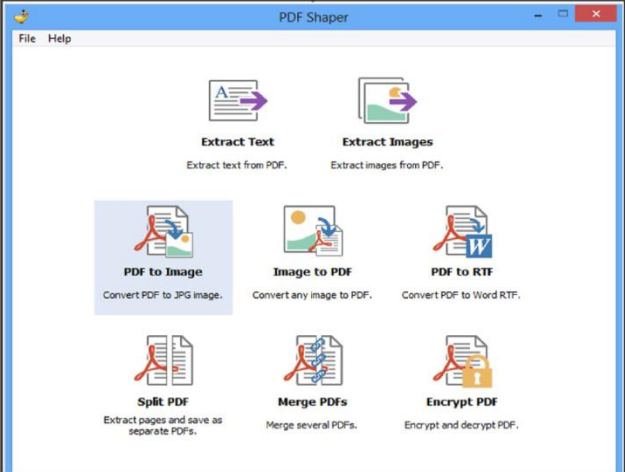 PDF Shaper
File Help
Extract Text Extract Images
Extract text from PDF. Extract images from PDF.
PDF to Image Image to PDF PDF to RTF
Convert PDF to JPG image. Convert any image to PDF. Convert PDF to Word RTF.
Split PDF Merge PDFs Encrypt PDF
Extract pages and save as
separate PDFs.
Merge several PDFs. Encrypt and decrypt PDF.